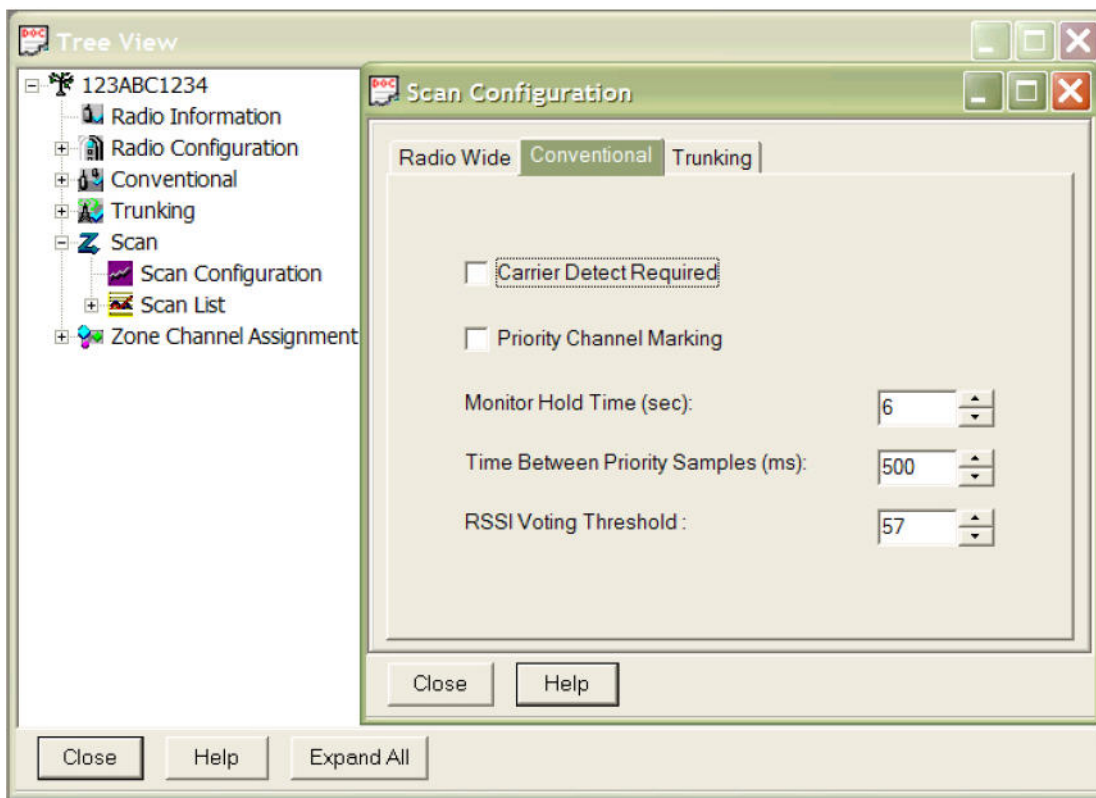 Tree View
123ABC1234
Radio Information
Radio Configuration
Conventional
Trunking
Scan
Scan Configuration
Scan List
Zone Channel Assignment
Close
Help
Expand All
Scan Configuration
Radio Wide
Conventional
Trunking
Carrier Detect Required
Priority Channel Marking
Monitor Hold Time (sec): 6
Time Between Priority Samples (ms): 500
RSSI Voting Threshold : 57
Close
Help